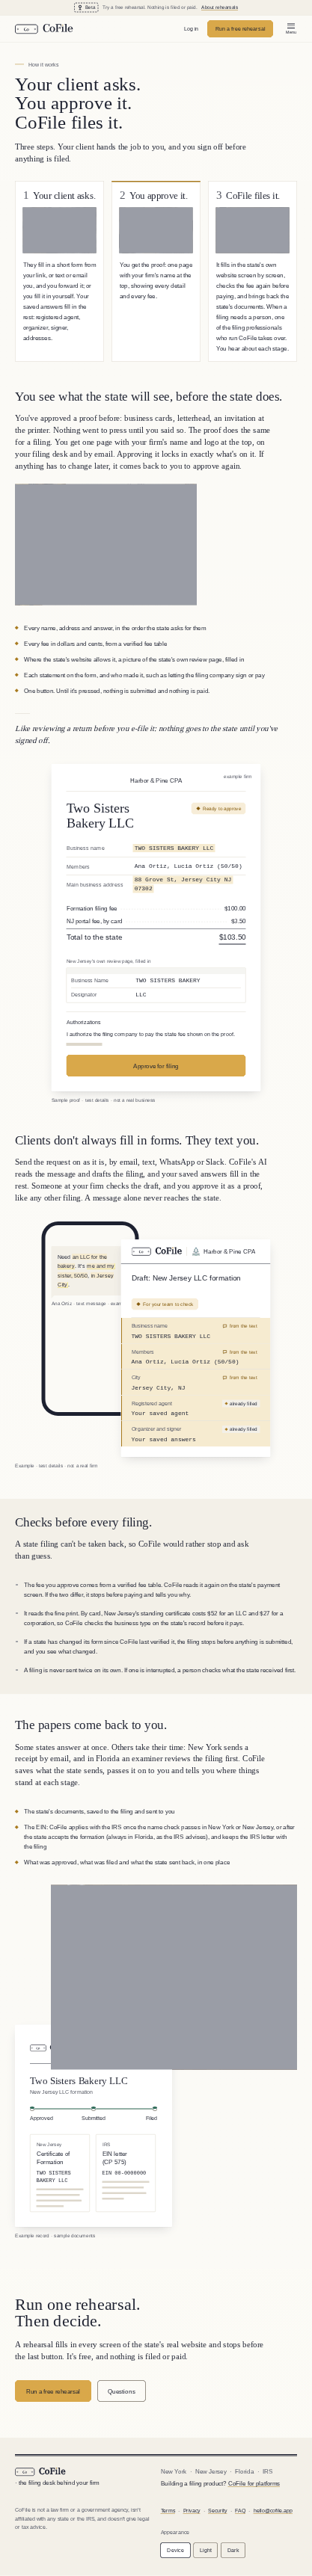 Beta Try a free rehearsal. Nothing is filed or paid. About rehearsals
Co CoFile Log in Run a free rehearsal Menu
How it works
Your client asks.
You approve it.
CoFile files it.
Three steps. Your client hands the job to you, and you sign off before
anything is filed.
1 Your client asks.
They fill in a short form from
your link, or text or email
you, and you forward it; or
you fill it in yourself. Your
saved answers fill in the
rest: registered agent,
organizer, signer,
addresses.
2 You approve it.
You get the proof: one page
with your firm's name at the
top, showing every detail
and every fee.
3 CoFile files it.
It fills in the state's own
website screen by screen,
checks the fee again before
paying, and brings back the
state's documents. When a
filing needs a person, one
of the filing professionals
who run CoFile takes over.
You hear about each stage.
You see what the state will see, before the state does.
You've approved a proof before: business cards, letterhead, an invitation at
the printer. Nothing went to press until you said so. The proof does the same
for a filing. You get one page with your firm's name and logo at the top, on
your filing desk and by email. Approving it locks in exactly what's on it. If
anything has to change later, it comes back to you to approve again.
Every name, address and answer, in the order the state asks for them
Every fee in dollars and cents, from a verified fee table
Where the state's website allows it, a picture of the state's own review page, filled in
Each statement on the form, and who made it, such as letting the filing company sign or pay
One button. Until it's pressed, nothing is submitted and nothing is paid.
Like reviewing a return before you e-file it: nothing goes to the state until you've
signed off.
Harbor & Pine CPA example firm
Two Sisters
Bakery LLC
Ready to approve
Business name TWO SISTERS BAKERY LLC
Members Ana Ortiz, Lucia Ortiz (50/50)
Main business address 88 Grove St, Jersey City NJ
07302
Formation filing fee $100.00
NJ portal fee, by card $3.50
Total to the state $103.50
New Jersey's own review page, filled in
Business Name TWO SISTERS BAKERY
Designator LLC
Authorizations
I authorize the filing company to pay the state fee shown on the proof.
Approve for filing
Sample proof · test details · not a real business
Clients don't always fill in forms. They text you.
Send the request on as it is, by email, text, WhatsApp or Slack. CoFile's AI
reads the message and drafts the filing, and your saved answers fill in the
rest. Someone at your firm checks the draft, and you approve it as a proof,
like any other filing. A message alone never reaches the state.
Need an LLC for the
bakery. It's me and my
sister, 50/50, in Jersey
City.
Ana Ortiz · text message ·
Co CoFile Harbor & Pine CPA
Draft: New Jersey LLC formation
For your team to check
Business name from the text
TWO SISTERS BAKERY LLC
Members from the text
Ana Ortiz, Lucia Ortiz (50/50)
City from the text
Jersey City, NJ
Registered agent already filled
Your saved agent
Organizer and signer already filled
Your saved answers
Example · test details · not a real firm
Checks before every filing.
A state filing can't be taken back, so CoFile would rather stop and ask
than guess.
The fee you approve comes from a verified fee table. CoFile reads it again on the state's payment
screen. If the two differ, it stops before paying and tells you why.
It reads the fine print. By card, New Jersey's standing certificate costs $52 for an LLC and $27 for a
corporation, so CoFile checks the business type on the state's record before it pays.
If a state has changed its form since CoFile last verified it, the filing stops before anything is submitted,
and you see what changed.
A filing is never sent twice on its own. If one is interrupted, a person checks what the state received first.
The papers come back to you.
Some states answer at once. Others take their time: New York sends a
receipt by email, and in Florida an examiner reviews the filing first. CoFile
saves what the state sends, passes it on to you and tells you where things
stand at each stage.
The state's documents, saved to the filing and sent to you
The EIN: CoFile applies with the IRS once the name check passes in New York or New Jersey, or after
the state accepts the formation (always in Florida, as the IRS advises), and keeps the IRS letter with
the filing
What was approved, what was filed and what the state sent back, in one place
Two Sisters Bakery LLC
New Jersey LLC formation
Approved Submitted Filed
New Jersey
Certificate of
Formation
TWO SISTERS
BAKERY LLC
IRS
EIN letter
(CP 575)
EIN 00-0000000
Example record · sample documents
Run one rehearsal.
Then decide.
A rehearsal fills in every screen of the state's real website and stops before
the last button. It's free, and nothing is filed or paid.
Run a free rehearsal Questions
Co CoFile
· the filing desk behind your firm
New York · New Jersey · Florida · IRS
Building a filing product? CoFile for platforms
CoFile is not a law firm or a government agency, isn't
affiliated with any state or the IRS, and doesn't give legal
or tax advice.
Terms · Privacy · Security · FAQ · hello@cofile.app
Appearance
Device Light Dark